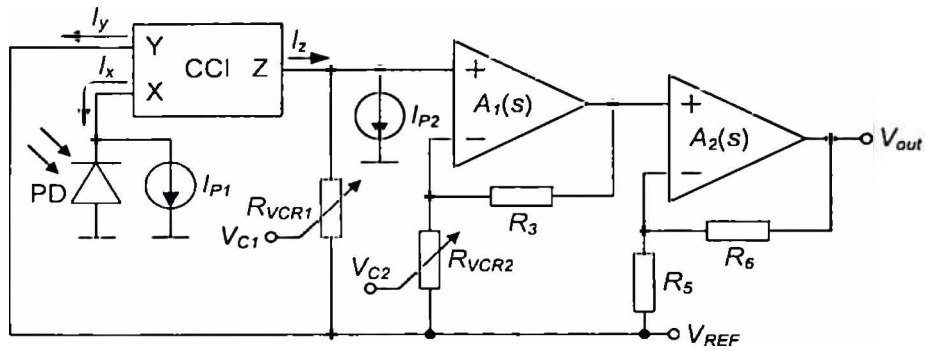 Iy
Y
CCI
Z
Iz
Ix
X
PD
IP1
IP2
RVCR1
VC1
A1(s)
+
−
R3
VC2
RVCR2
A2(s)
+
−
R6
R5
Vout
VREF